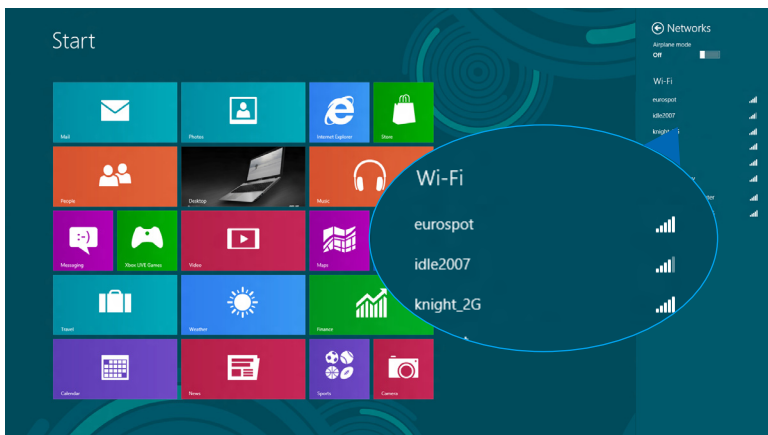 Start
Mail
Photos
Internet Explorer
Store
People
Desktop
Music
Messaging
Xbox LIVE Games
Video
Maps
Travel
Weather
Finance
Calendar
News
Sports
Camera
Networks
Airplane mode
Off
Wi-Fi
eurospot
idle2007
Wi-Fi
eurospot
idle2007
knight_2G